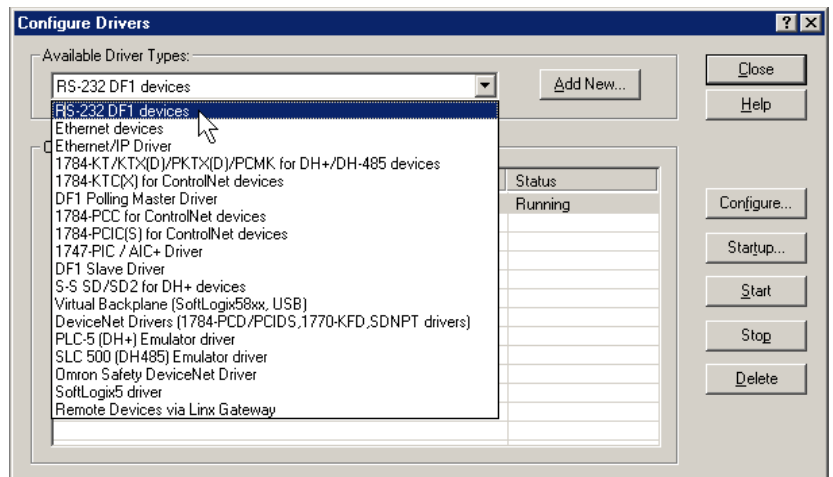 Configure Drivers
Available Driver Types:
RS-232 DF1 devices
Add New...
Close
Help
RS-232 DF1 devices
Ethernet devices
Ethernet/IP Driver
1784-KT/KTX(D)/PKTX(D)/PCMK for DH+/DH-485 devices
1784-KTC(X) for ControlNet devices
DF1 Polling Master Driver
1784-PCC for ControlNet devices
1784-PCIC(S) for ControlNet devices
1747-PIC / AIC+ Driver
DF1 Slave Driver
S-S SD/SD2 for DH+ devices
Virtual Backplane (SoftLogix58xx, USB)
DeviceNet Drivers (1784-PCD/PCIDS,1770-KFD,SDNPT drivers)
PLC-5 (DH+) Emulator driver
SLC 500 (DH485) Emulator driver
Omron Safety DeviceNet Driver
SoftLogix5 driver
Remote Devices via Linx Gateway
Status
Running
Configure...
Startup...
Start
Stop
Delete